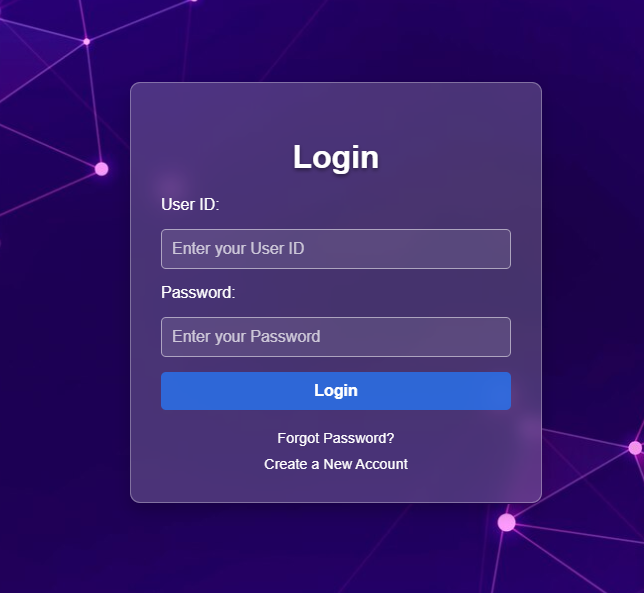 Login
User ID:
Enter your User ID
Password:
Enter your Password
Login
Forgot Password?
Create a New Account